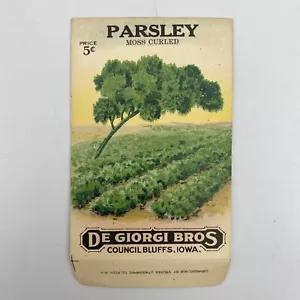 PARSLEY
MOSS CURLED
PRICE
5¢
DE GIORGI BROS
COUNCIL BLUFFS, IOWA.